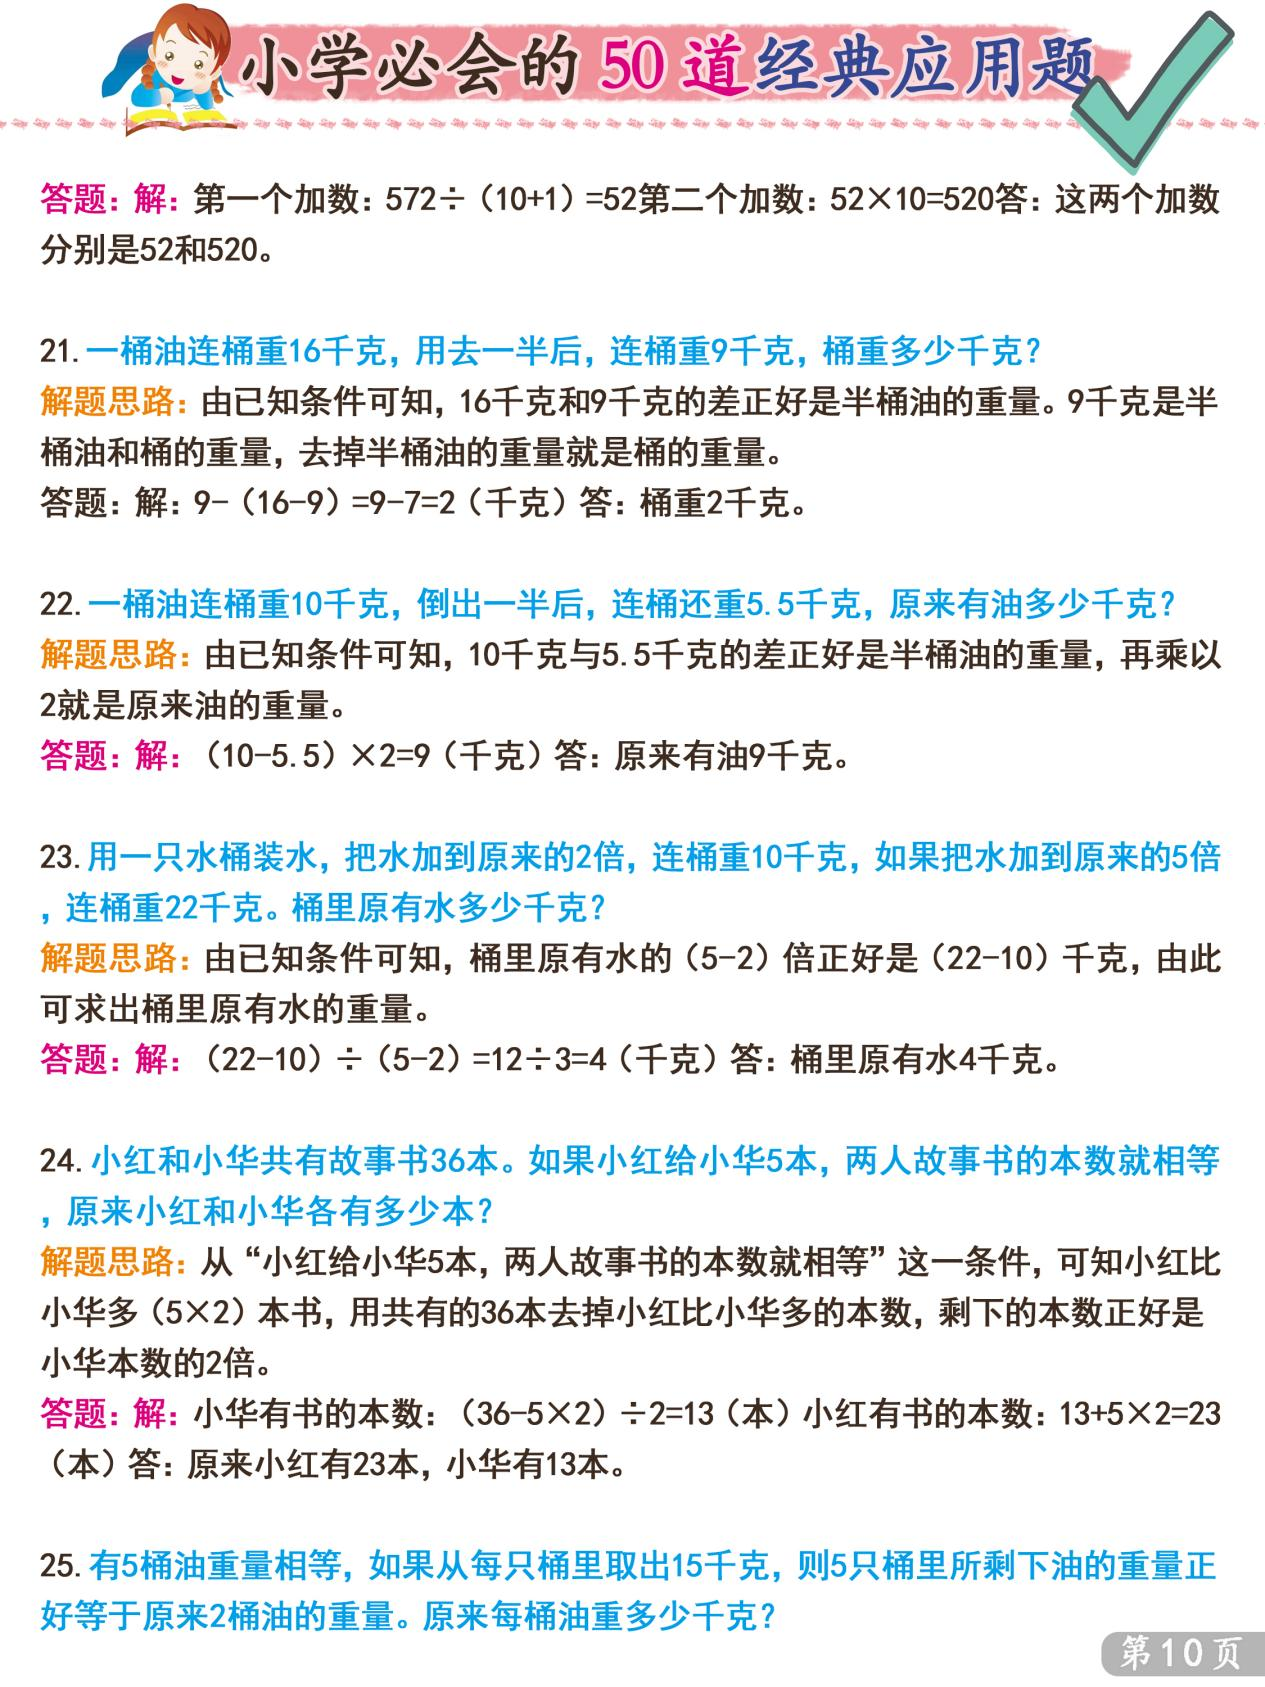 小学必会的50道经典应用题
答题：解：第一个加数：572÷（10+1）=52第二个加数：52×10=520答：这两个加数
分别是52和520。
21.一桶油连桶重16千克，用去一半后，连桶重9千克，桶重多少千克？
解题思路：由已知条件可知，16千克和9千克的差正好是半桶油的重量。9千克是半
桶油和桶的重量，去掉半桶油的重量就是桶的重量。
答题：解：9-（16-9）=9-7=2（千克）答：桶重2千克。
22.一桶油连桶重10千克，倒出一半后，连桶还重5.5千克，原来有油多少千克？
解题思路：由已知条件可知，10千克与5.5千克的差正好是半桶油的重量，再乘以
2就是原来油的重量。
答题：解：（10-5.5）×2=9（千克）答：原来有油9千克。
23.用一只水桶装水，把水加到原来的2倍，连桶重10千克，如果把水加到原来的5倍
，连桶重22千克。桶里原有水多少千克？
解题思路：由已知条件可知，桶里原有水的（5-2）倍正好是（22-10）千克，由此
可求出桶里原有水的重量。
答题：解：（22-10）÷（5-2）=12÷3=4（千克）答：桶里原有水4千克。
24.小红和小华共有故事书36本。如果小红给小华5本，两人故事书的本数就相等
，原来小红和小华各有多少本？
解题思路：从“小红给小华5本，两人故事书的本数就相等”这一条件，可知小红比
小华多（5×2）本书，用共有的36本去掉小红比小华多的本数，剩下的本数正好是
小华本数的2倍。
答题：解：小华有书的本数：（36-5×2）÷2=13（本）小红有书的本数：13+5×2=23
（本）答：原来小红有23本，小华有13本。
25.有5桶油重量相等，如果从每只桶里取出15千克，则5只桶里所剩下油的重量正
好等于原来2桶油的重量。原来每桶油重多少千克？
第10页